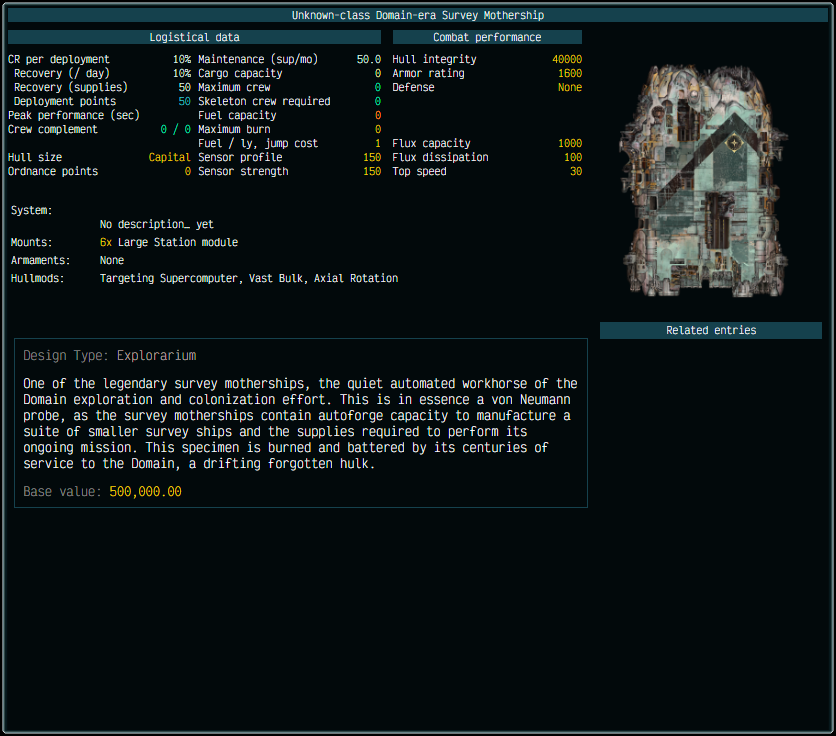 Unknown-class Domain-era Survey Mothership
Logistical data
CR per deployment 10%
Recovery (/ day) 10%
Recovery (supplies) 50
Deployment points 50
Peak performance (sec) 0
Crew complement 0 / 0
Hull size Capital
Ordnance points 0
Maintenance (sup/mo) 50.0
Cargo capacity 0
Maximum crew 0
Skeleton crew required 0
Fuel capacity 0
Maximum burn 0
Fuel / ly, jump cost 1
Sensor profile 150
Sensor strength 150
Combat performance
Hull integrity 40000
Armor rating 1600
Defense None
Flux capacity 1000
Flux dissipation 100
Top speed 30
System:
No description… yet
Mounts: 6x Large Station module
Armaments: None
Hullmods: Targeting Supercomputer, Vast Bulk, Axial Rotation
Related entries
Design Type: Explorarium
One of the legendary survey motherships, the quiet automated workhorse of the
Domain exploration and colonization effort. This is in essence a von Neumann
probe, as the survey motherships contain autoforge capacity to manufacture a
suite of smaller survey ships and the supplies required to perform its
ongoing mission. This specimen is burned and battered by its centuries of
service to the Domain, a drifting forgotten hulk.
Base value: 500,000.00